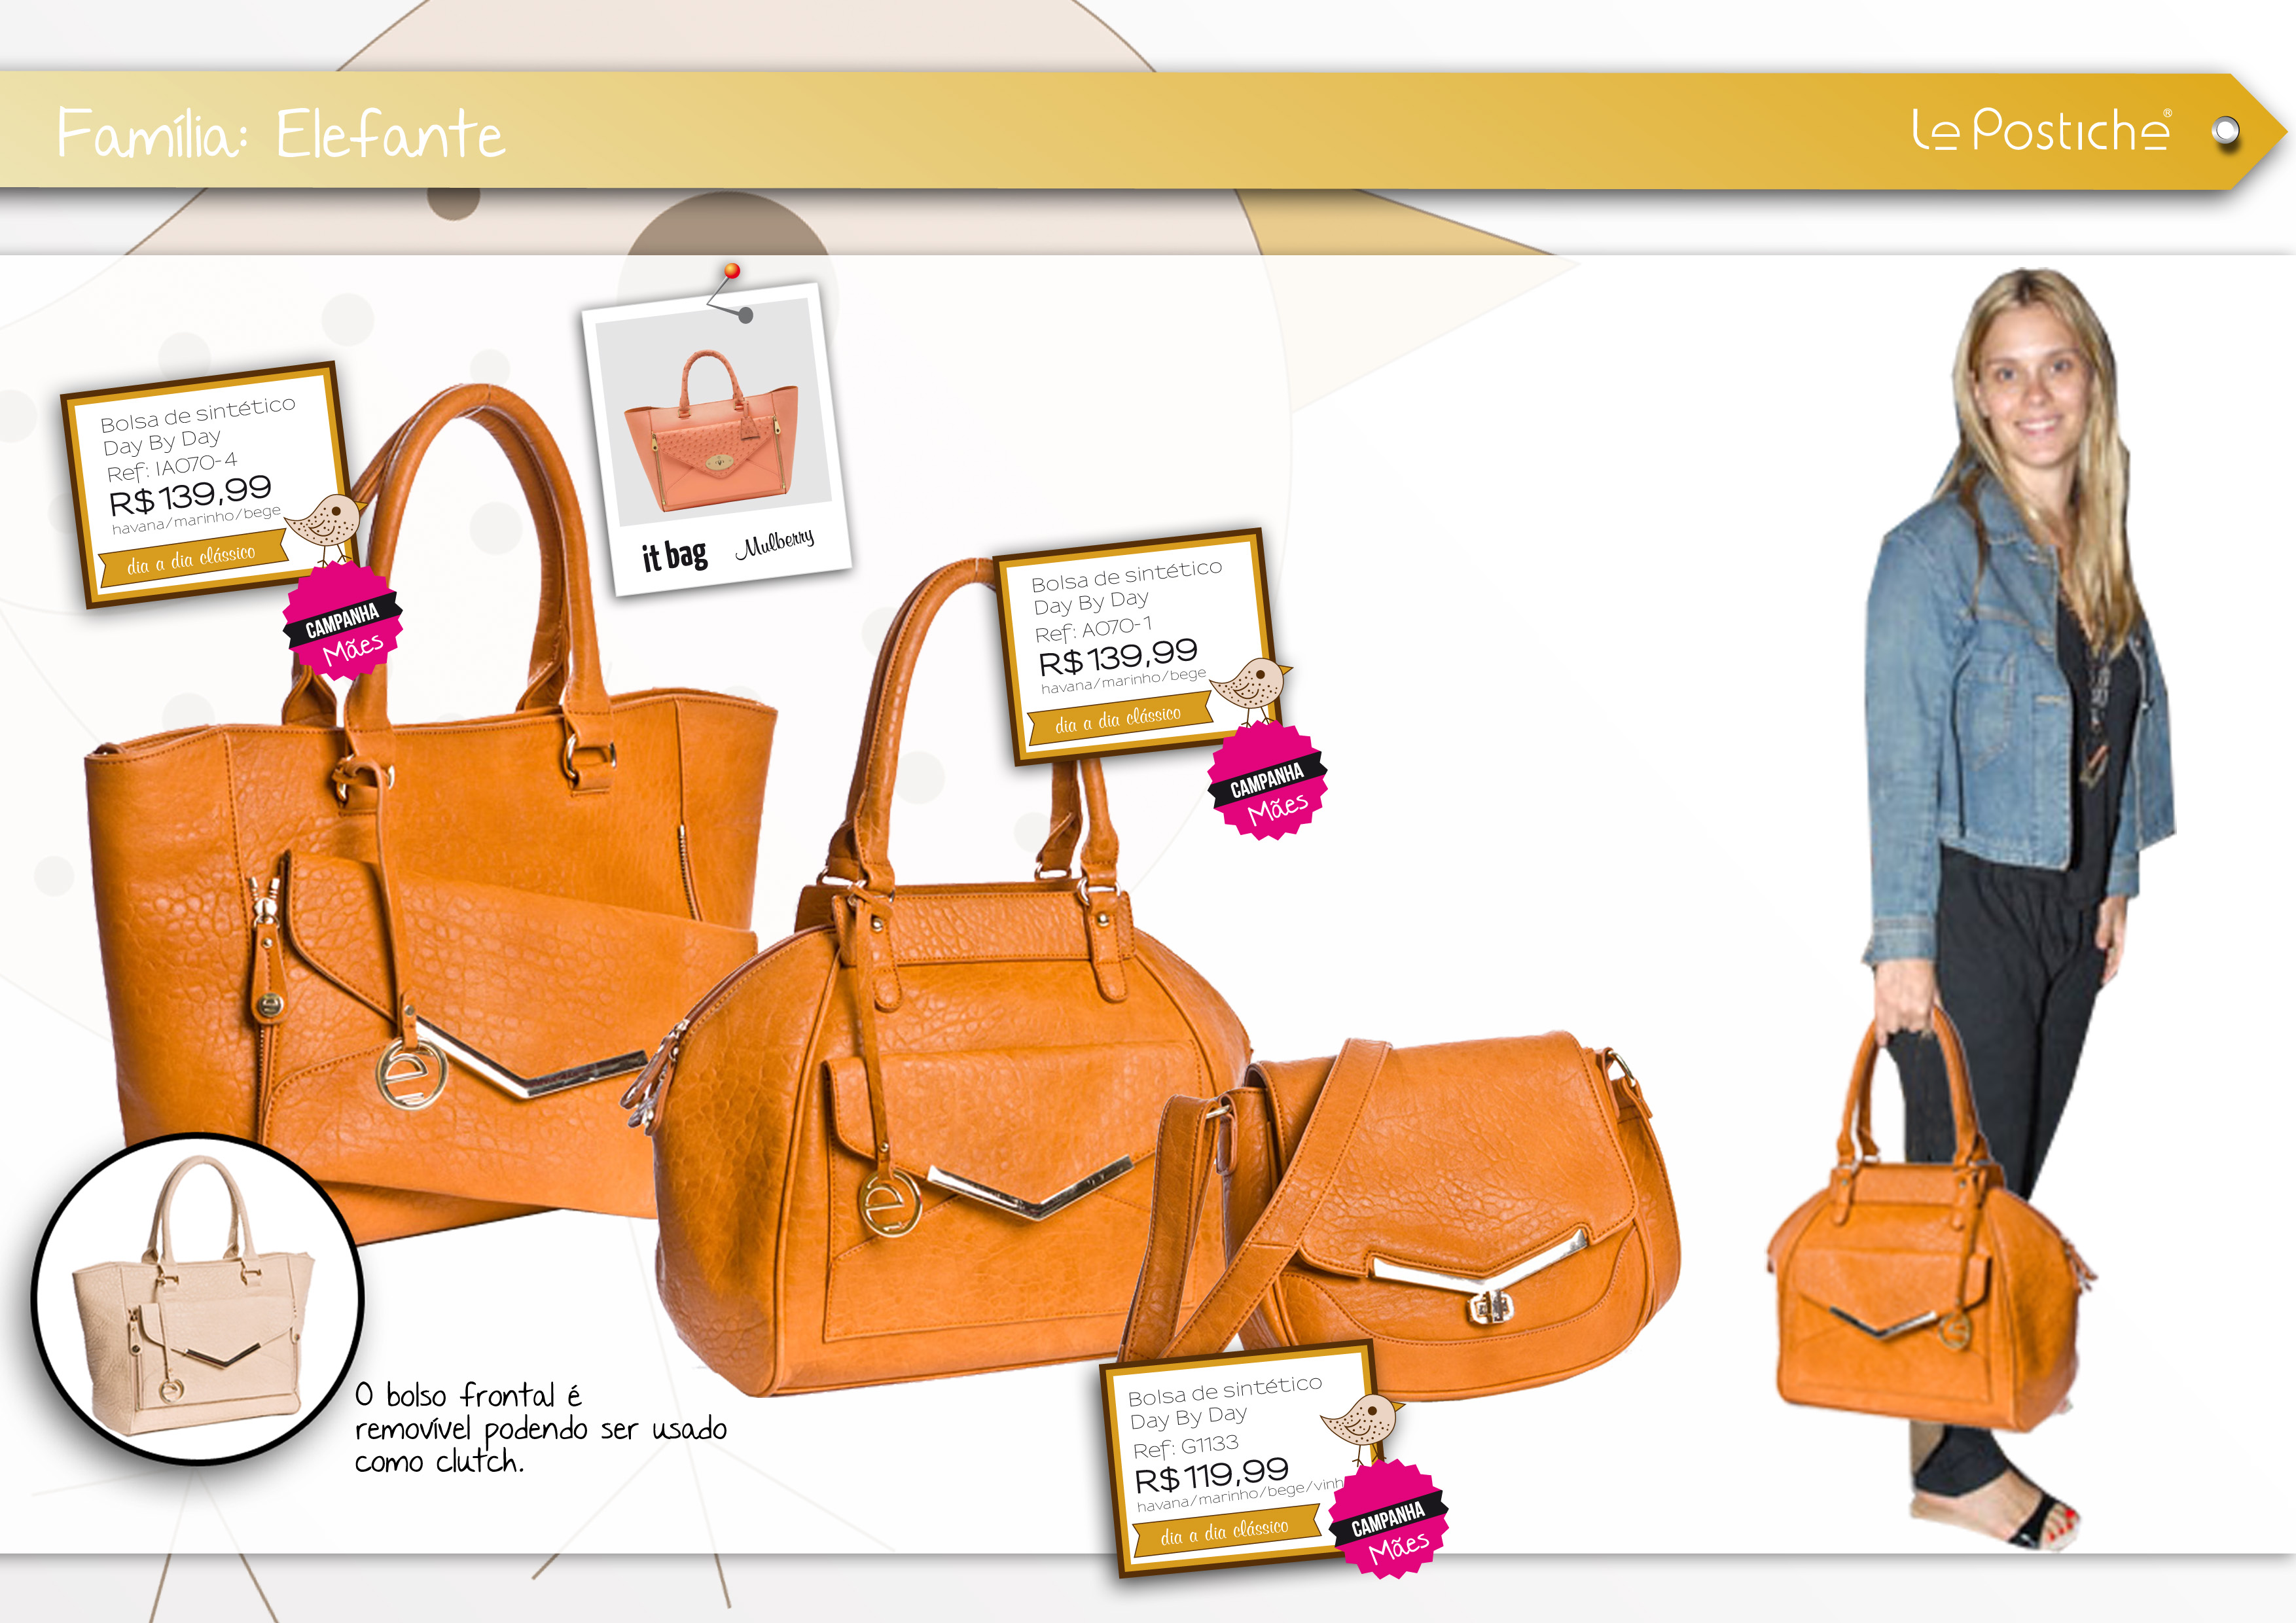 Família: Elefante
Le Postiche®
Bolsa de sintético
Day By Day
Ref: IA070-4
R$139,99
havana/marinho/bege
dia a dia clássico
CAMPANHA
Mães
it bag Mulberry
Bolsa de sintético
Day By Day
Ref: A070-1
R$139,99
havana/marinho/bege
dia a dia clássico
CAMPANHA
Mães
O bolso frontal é
removível podendo ser usado
como clutch.
Bolsa de sintético
Day By Day
Ref: G1133
R$119,99
havana/marinho/bege/vinh
dia a dia clássico
CAMPANHA
Mães